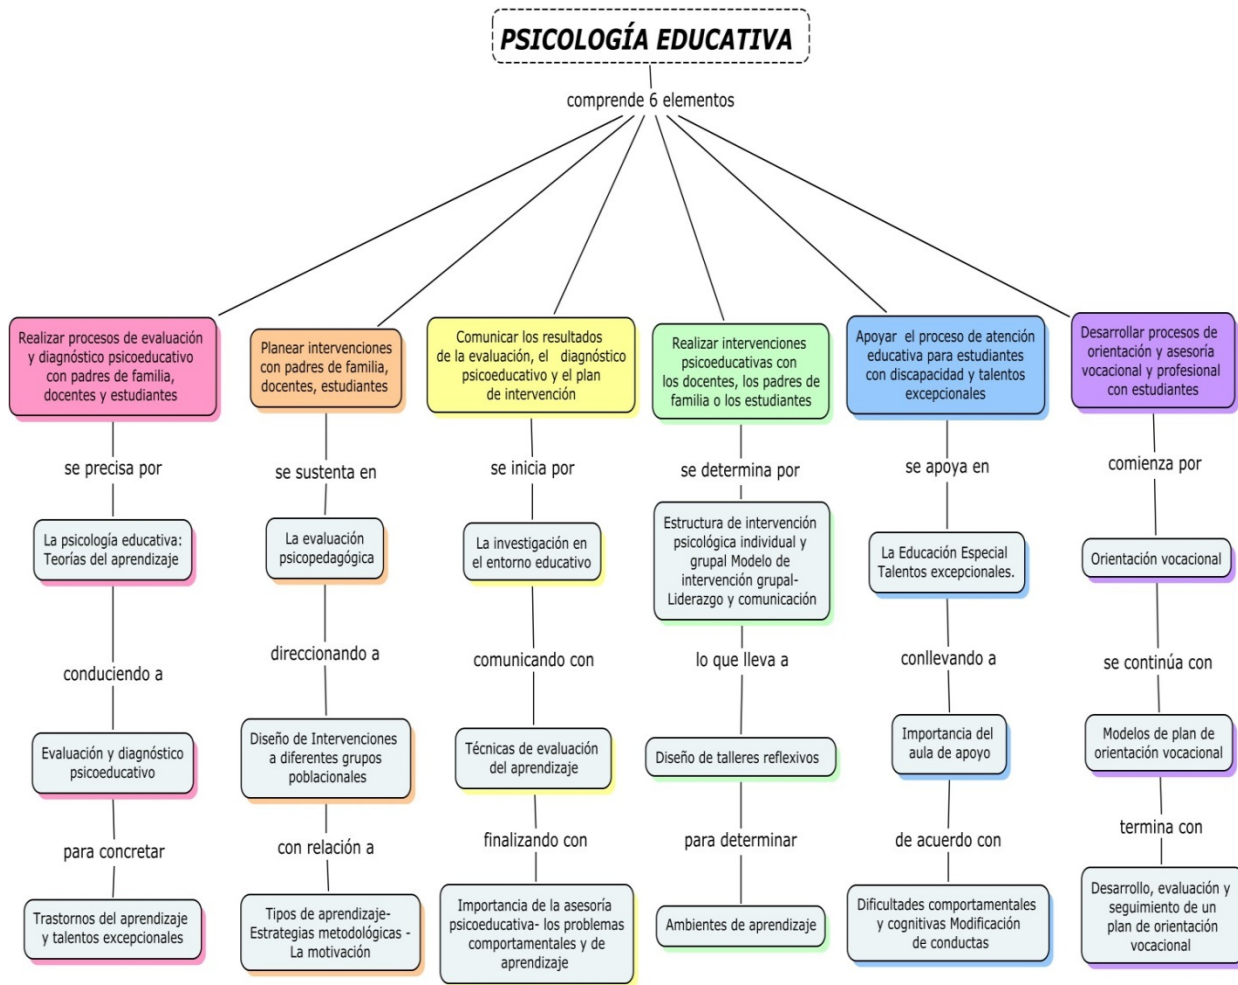 PSICOLOGÍA EDUCATIVA
comprende 6 elementos
Realizar procesos de evaluación
y diagnóstico psicoeducativo
con padres de familia,
docentes y estudiantes
se precisa por
La psicología educativa:
Teorías del aprendizaje
conduciendo a
Evaluación y diagnóstico
psicoeducativo
para concretar
Trastornos del aprendizaje
y talentos excepcionales
Planear intervenciones
con padres de familia,
docentes, estudiantes
se sustenta en
La evaluación
psicopedagógica
direccionando a
Diseño de Intervenciones
a diferentes grupos
poblacionales
con relación a
Tipos de aprendizaje-
Estrategias metodológicas -
La motivación
Comunicar los resultados
de la evaluación, el diagnóstico
psicoeducativo y el plan
de intervención
se inicia por
La investigación en
el entorno educativo
comunicando con
Técnicas de evaluación
del aprendizaje
finalizando con
Importancia de la asesoría
psicoeducativa- los problemas
comportamentales y de
aprendizaje
Realizar intervenciones
psicoeducativas con
los docentes, los padres de
familia o los estudiantes
se determina por
Estructura de intervención
psicológica individual y
grupal Modelo de
intervención grupal-
Liderazgo y comunicación
lo que lleva a
Diseño de talleres reflexivos
para determinar
Ambientes de aprendizaje
Apoyar el proceso de atención
educativa para estudiantes
con discapacidad y talentos
excepcionales
se apoya en
La Educación Especial
Talentos excepcionales.
conllevando a
Importancia del
aula de apoyo
de acuerdo con
Dificultades comportamentales
y cognitivas Modificación
de conductas
Desarrollar procesos de
orientación y asesoría
vocacional y profesional
con estudiantes
comienza por
Orientación vocacional
se continúa con
Modelos de plan de
orientación vocacional
termina con
Desarrollo, evaluación y
seguimiento de un
plan de orientación
vocacional